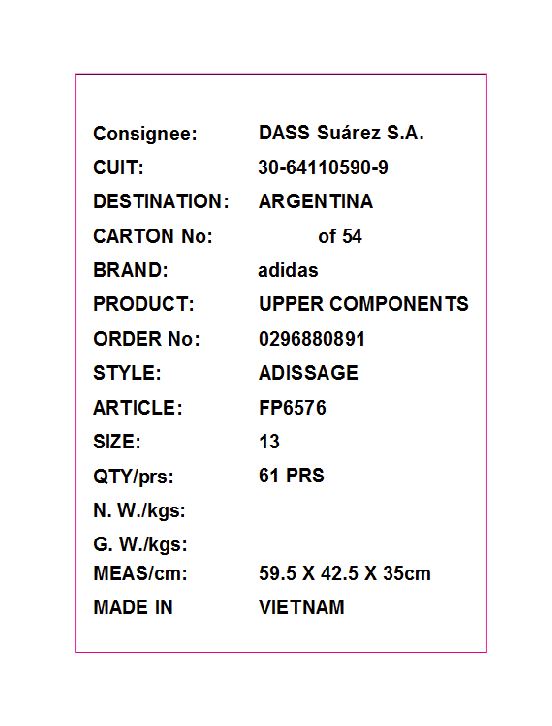 Consignee: DASS Suárez S.A.
CUIT: 30-64110590-9
DESTINATION: ARGENTINA
CARTON No: of 54
BRAND: adidas
PRODUCT: UPPER COMPONENTS
ORDER No: 0296880891
STYLE: ADISSAGE
ARTICLE: FP6576
SIZE: 13
QTY/prs: 61 PRS
N. W./kgs:
G. W./kgs:
MEAS/cm: 59.5 X 42.5 X 35cm
MADE IN VIETNAM